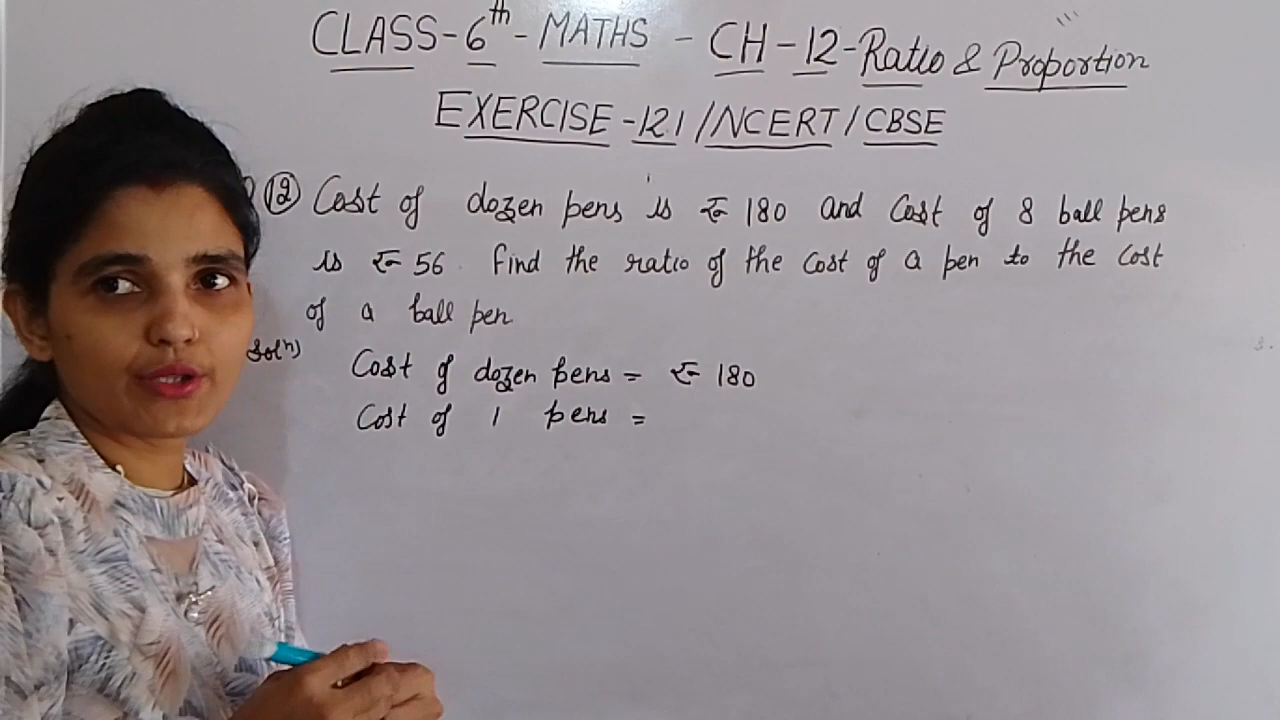 CLASS-6th-MATHS - CH-12-Ratio & Proportion
EXERCISE-12.1/NCERT/CBSE
(12) Cost of dozen pens is ₹ 180 and Cost of 8 ball pens
is ₹ 56. Find the ratio of the cost of a pen to the cost
of a ball pen
Solⁿ)
Cost of dozen pens = ₹ 180
Cost of 1 pens =